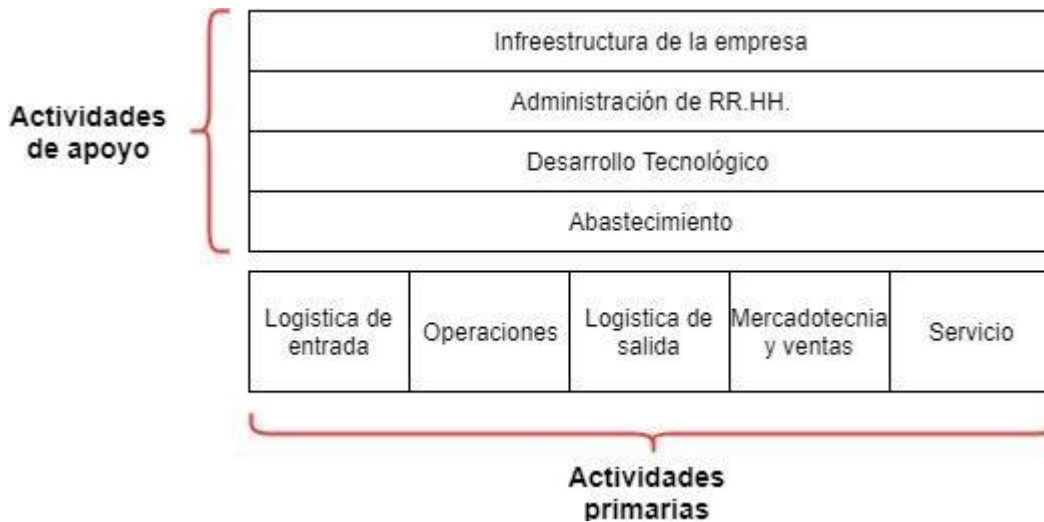 Infreestructura de la empresa
Administración de RR.HH.
Actividades
de apoyo
Desarrollo Tecnológico
Abastecimiento
Logistica de
entrada
Operaciones
Logistica de
salida
Mercadotecnia
y ventas
Servicio
Actividades
primarias